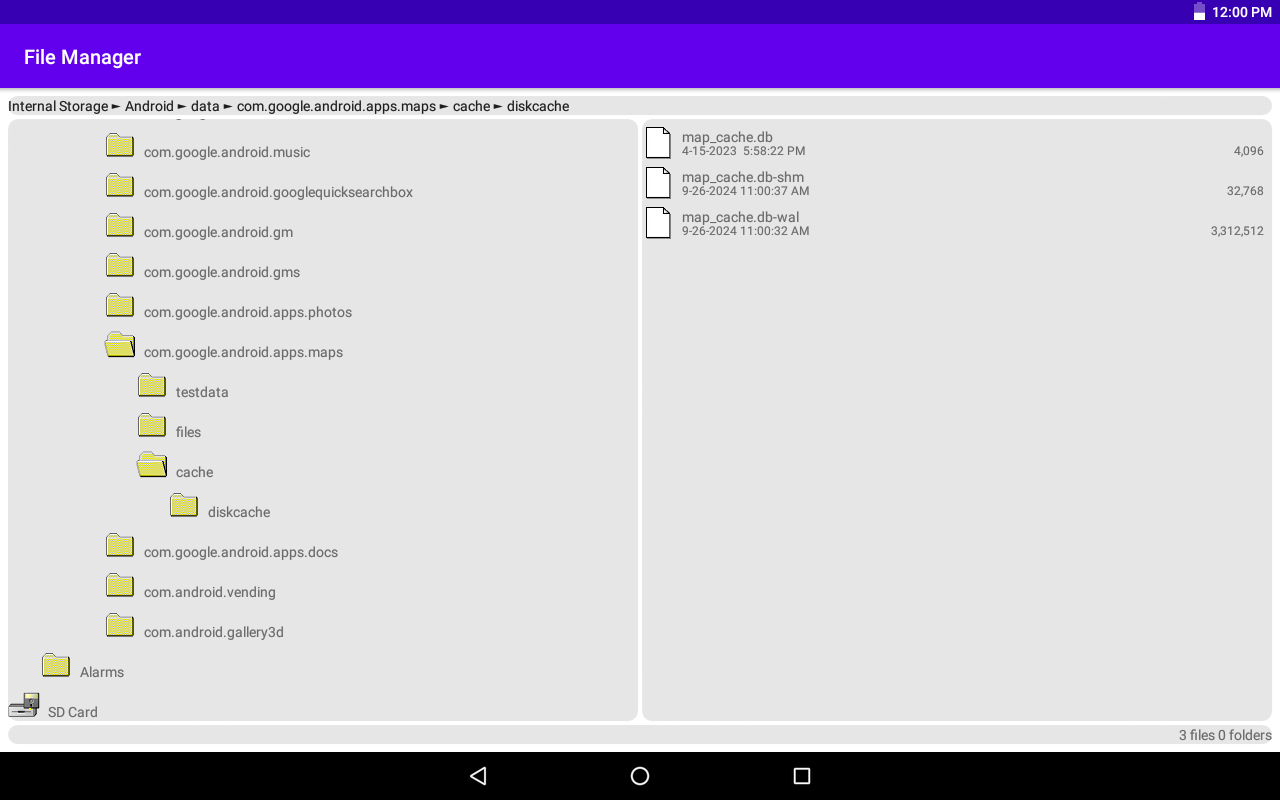 12:00 PM
File Manager
Internal Storage ► Android ► data ► com.google.android.apps.maps ► cache ► diskcache
com.google.android.music
com.google.android.googlequicksearchbox
com.google.android.gm
com.google.android.gms
com.google.android.apps.photos
com.google.android.apps.maps
testdata
files
cache
diskcache
com.google.android.apps.docs
com.android.vending
com.android.gallery3d
Alarms
SD Card
map_cache.db
4-15-2023 5:58:22 PM 4,096
map_cache.db-shm
9-26-2024 11:00:37 AM 32,768
map_cache.db-wal
9-26-2024 11:00:32 AM 3,312,512
3 files 0 folders